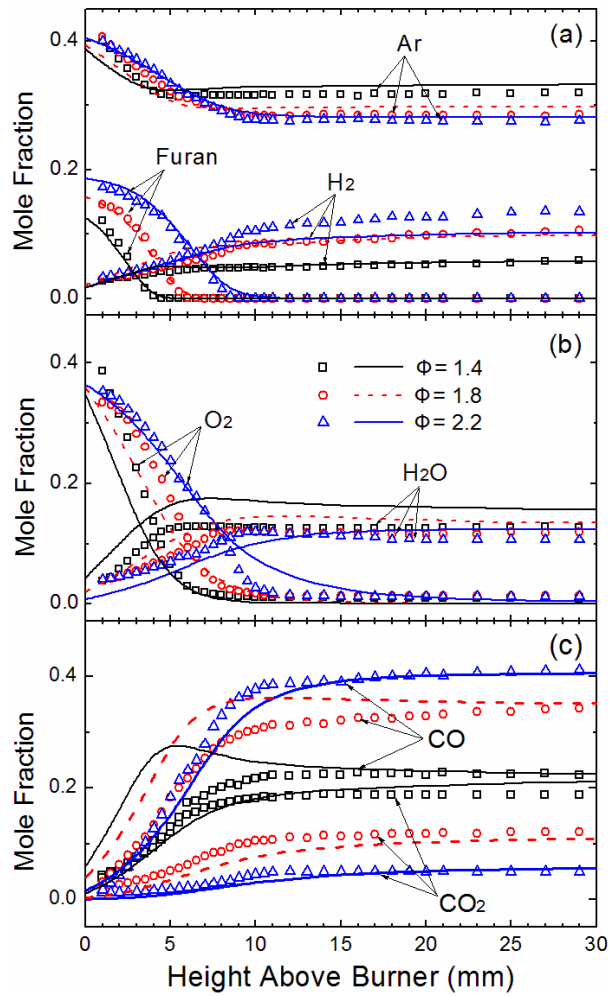 (a)
0.4
Ar
Furan
H2
0.2
0.0
Mole Fraction
(b)
0.4
Φ = 1.4
Φ = 1.8
Φ = 2.2
O2
H2O
0.2
0.0
Mole Fraction
(c)
0.4
CO
0.2
CO2
0.0
Mole Fraction
0 5 10 15 20 25 30
Height Above Burner (mm)